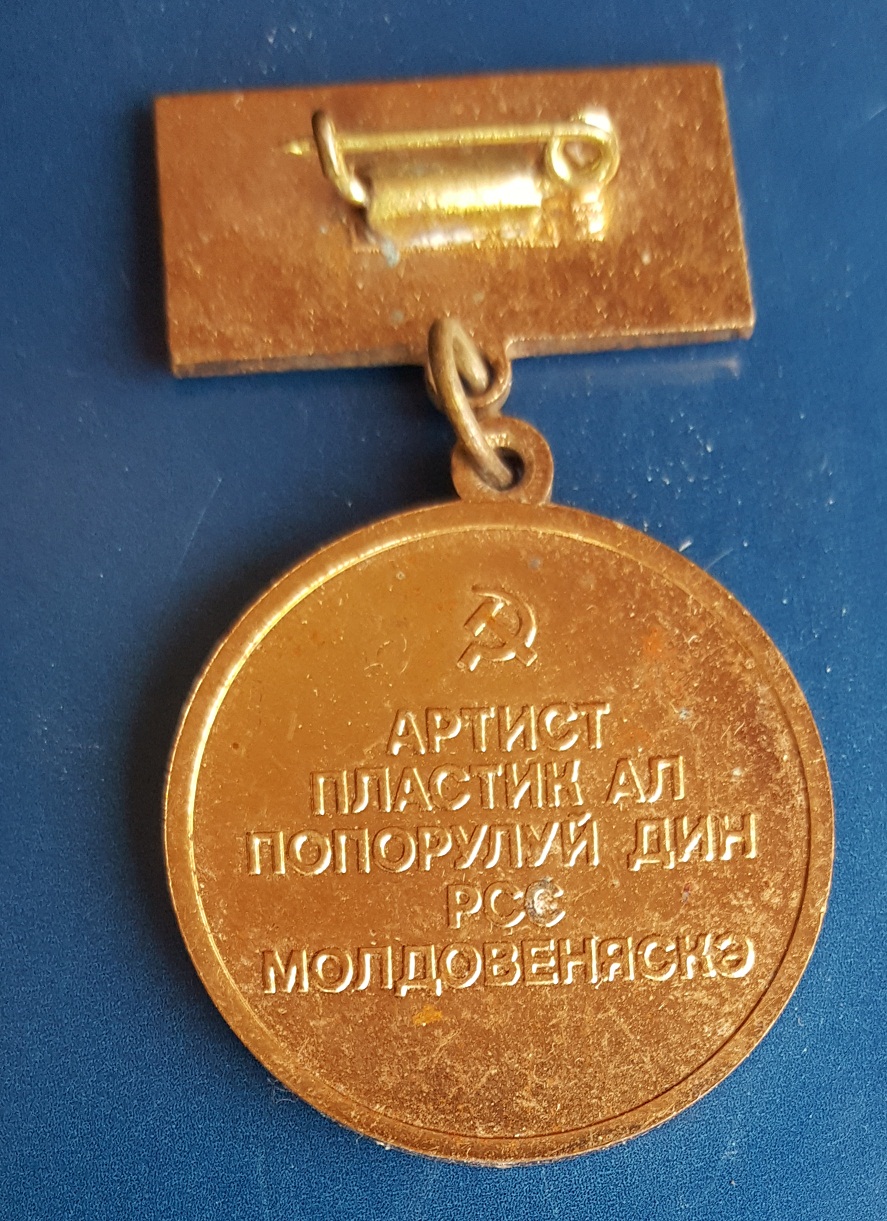 АРТИСТ
ПЛАСТИК АЛ
ПОПОРУЛУЙ ДИН
РСС
МОЛДОВЕНЯСКЭ